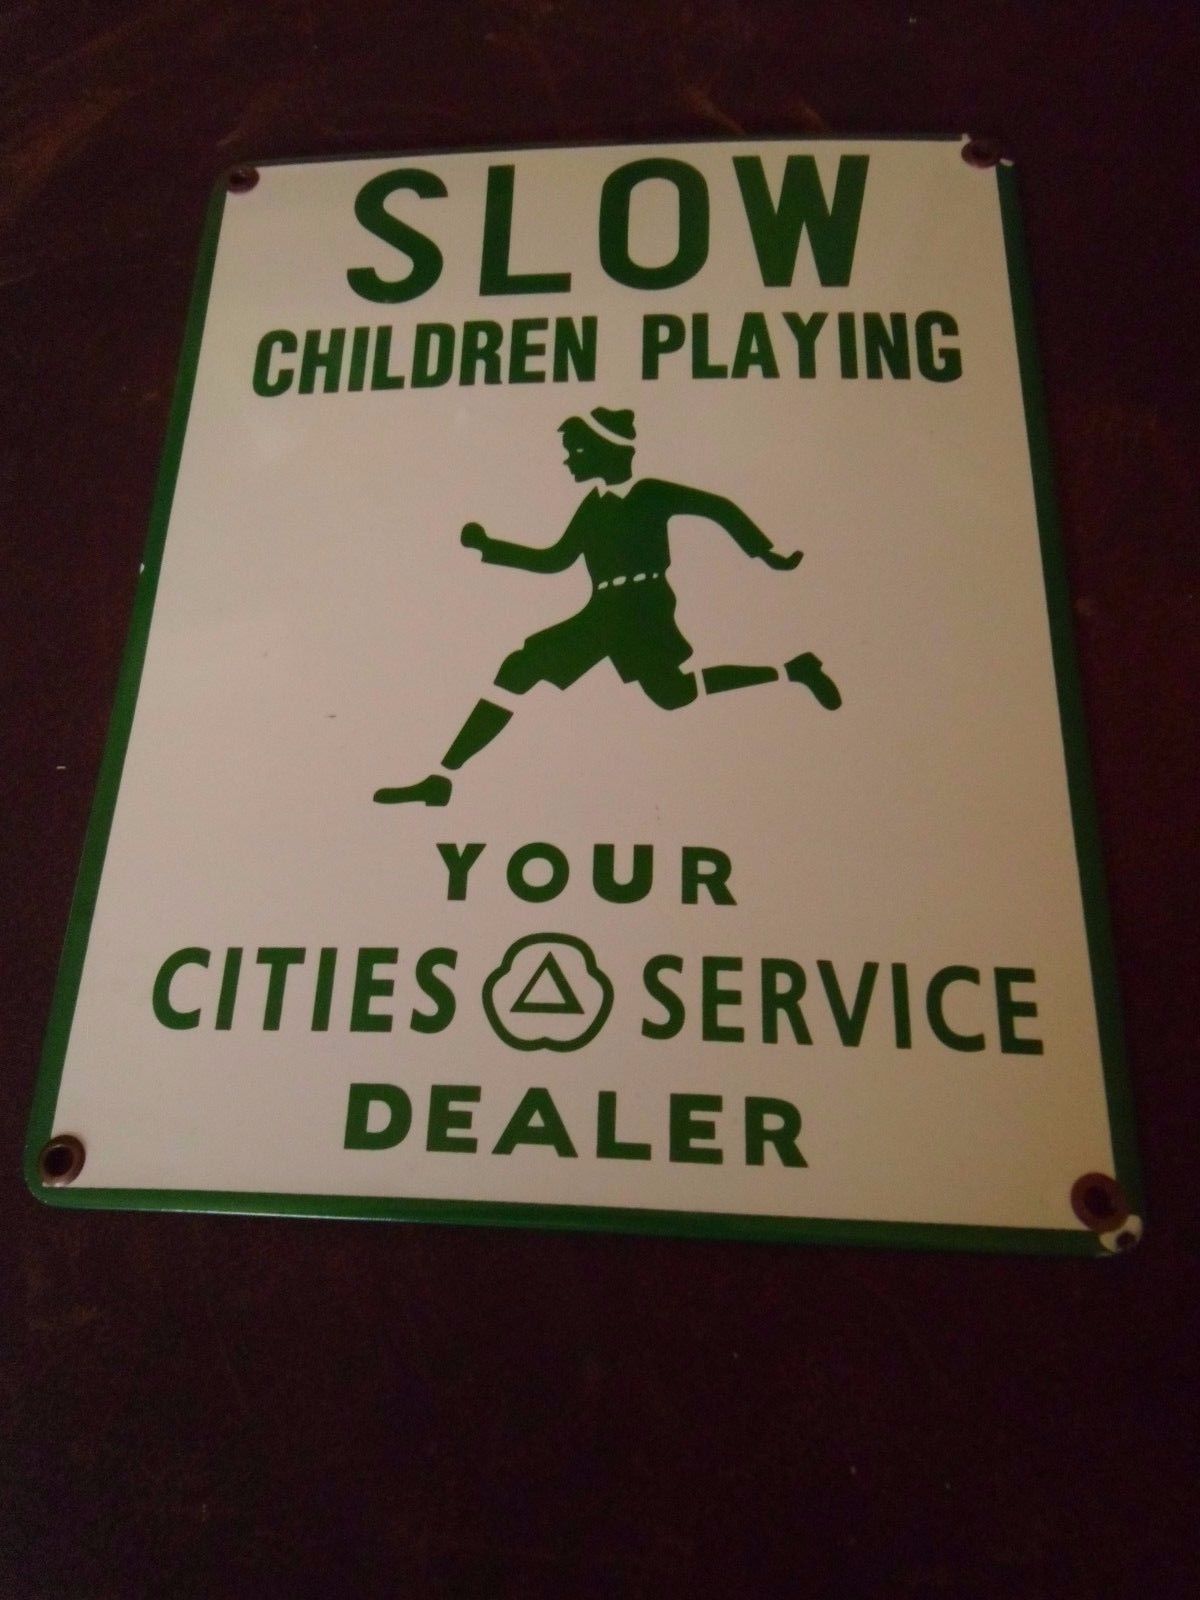 SLOW
CHILDREN PLAYING
YOUR
CITIES SERVICE
DEALER